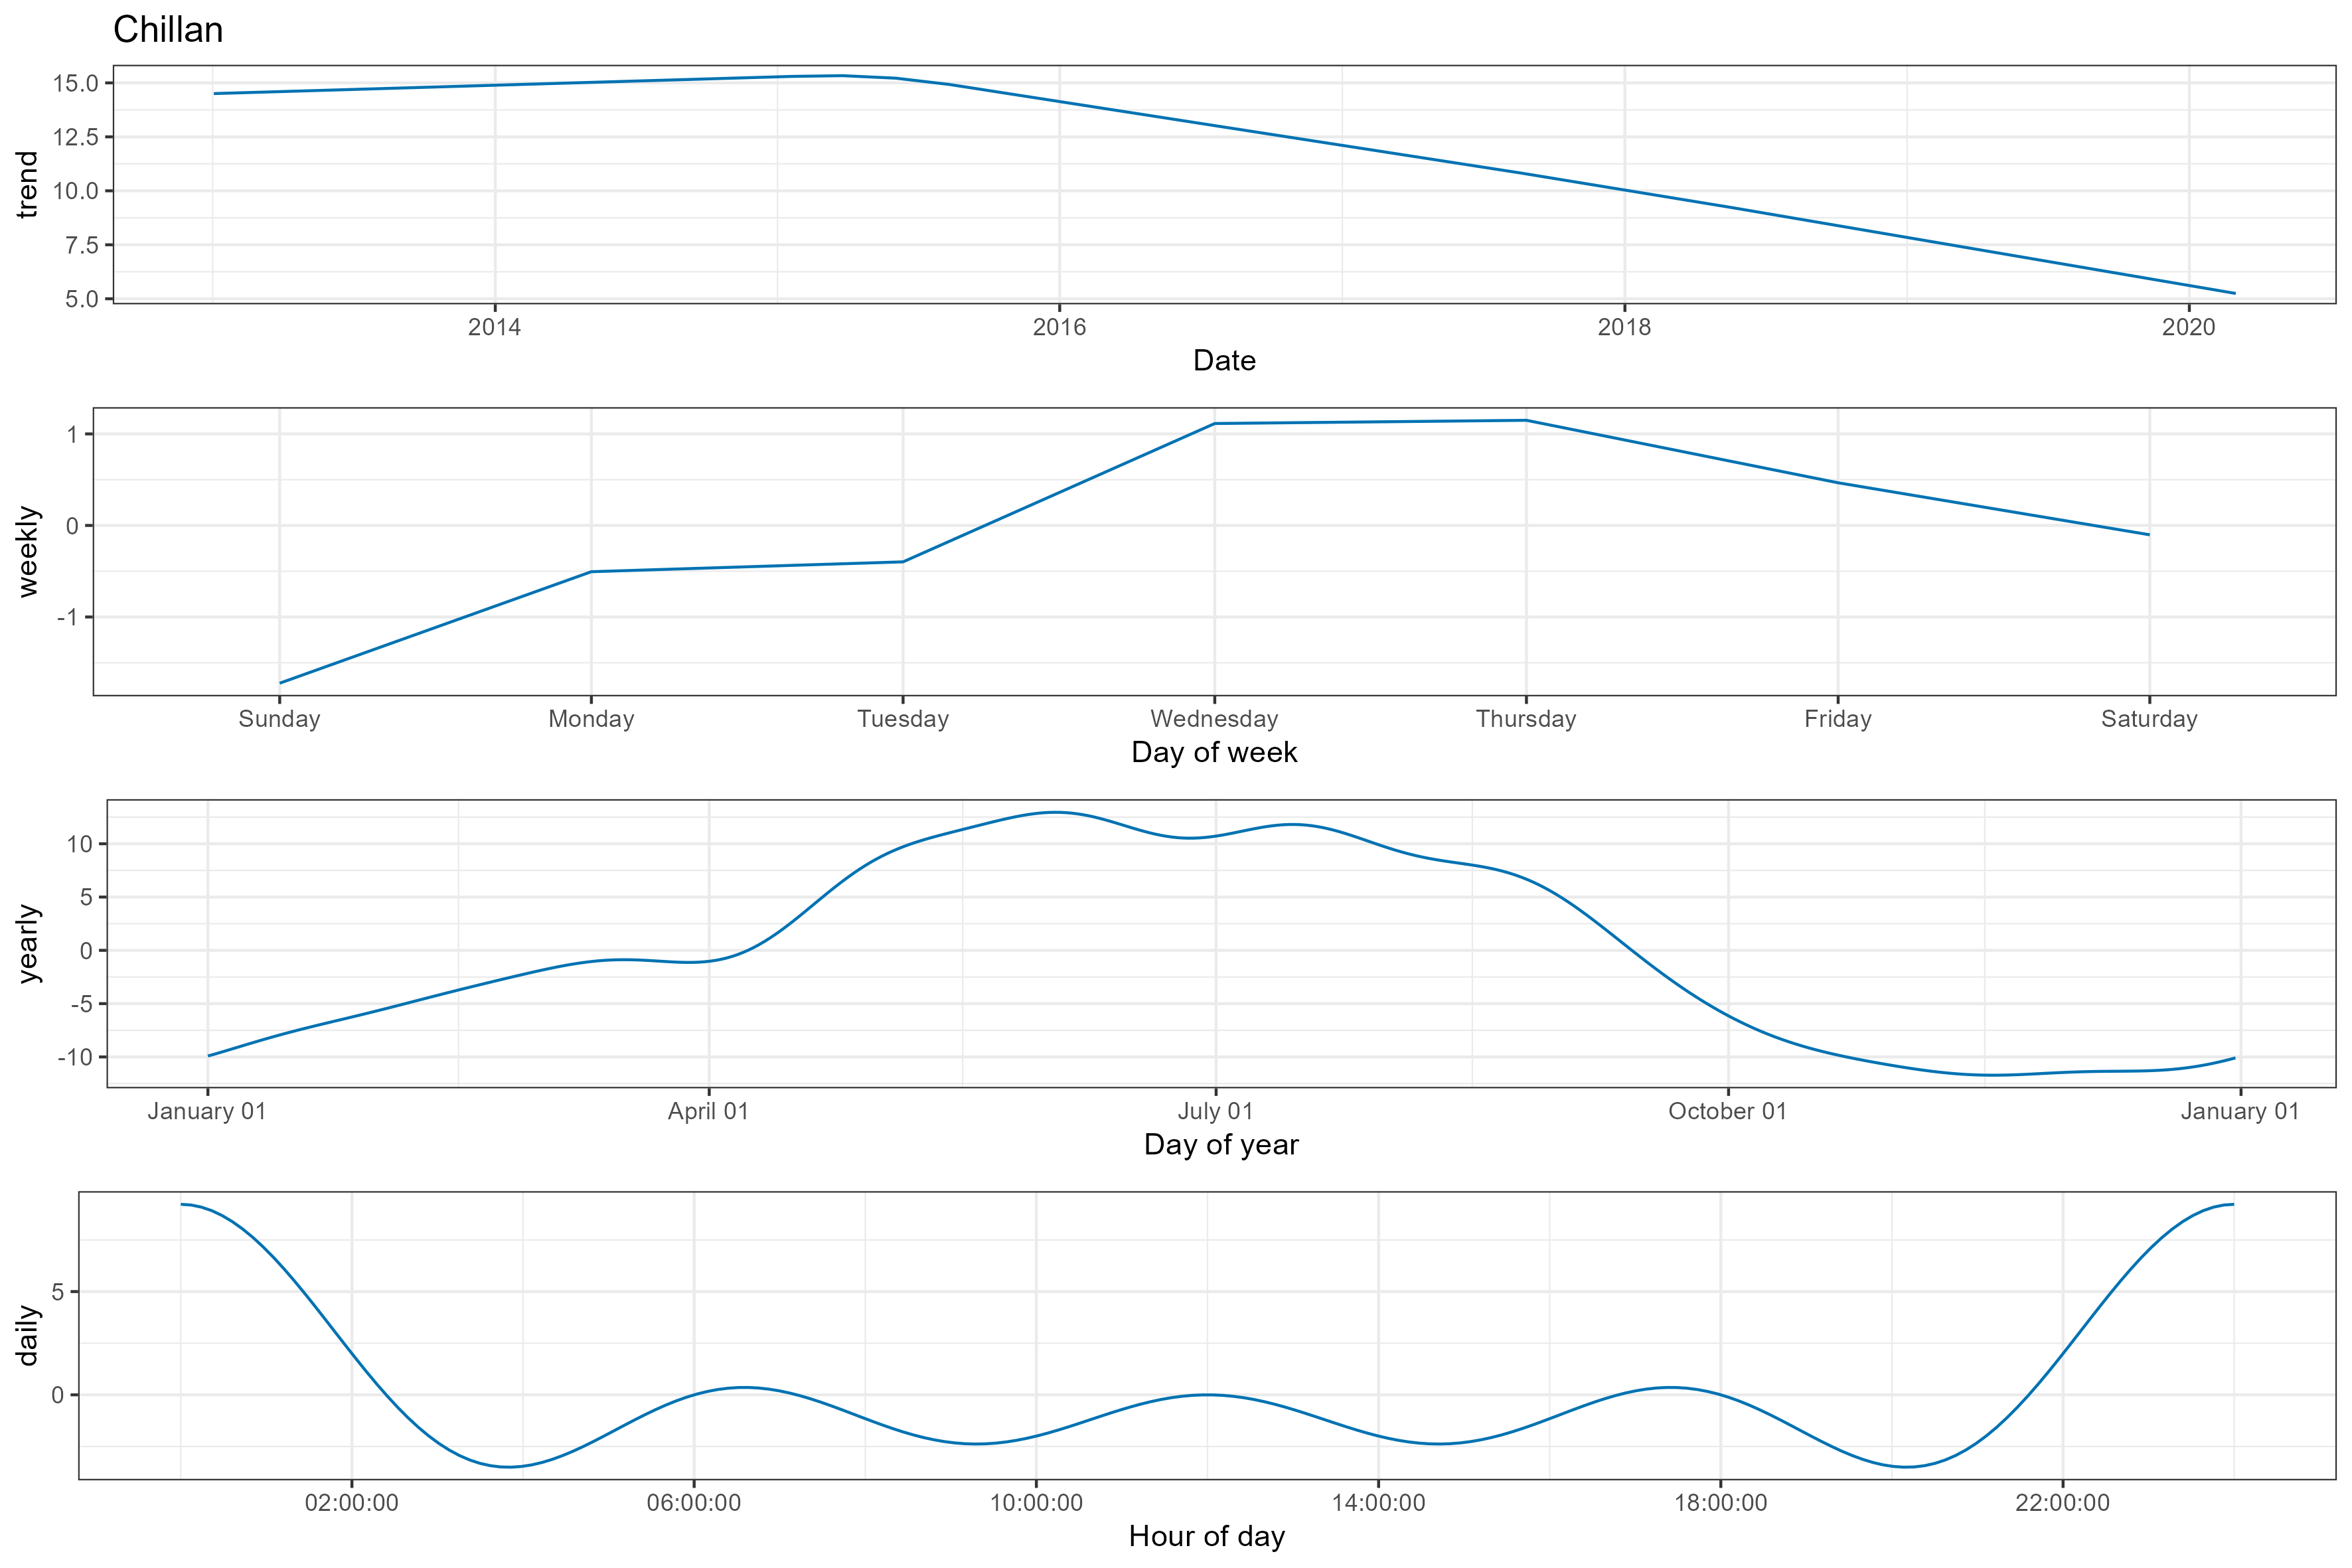 Chillan
trend
15.0
12.5
10.0
7.5
5.0
2014 2016 2018 2020
Date
weekly
1
0
-1
Sunday Monday Tuesday Wednesday Thursday Friday Saturday
Day of week
yearly
10
5
0
-5
-10
January 01 April 01 July 01 October 01 January 01
Day of year
daily
5
0
02:00:00 06:00:00 10:00:00 14:00:00 18:00:00 22:00:00
Hour of day